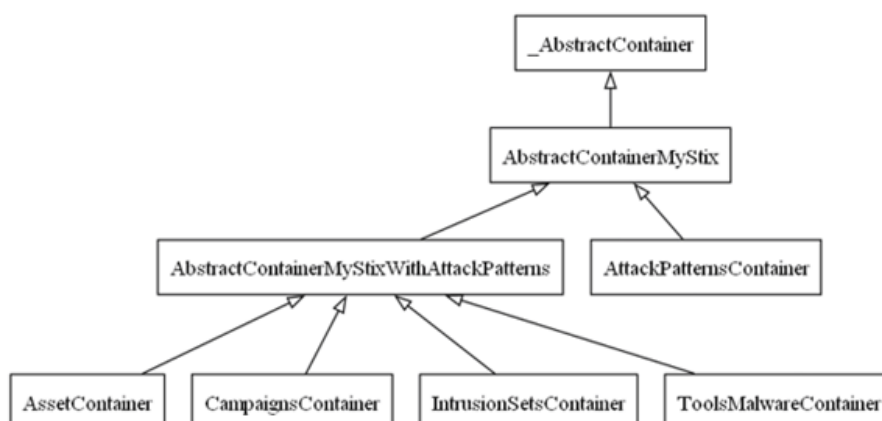 _AbstractContainer
AbstractContainerMyStix
AbstractContainerMyStixWithAttackPatterns
AttackPatternsContainer
AssetContainer
CampaignsContainer
IntrusionSetsContainer
ToolsMalwareContainer